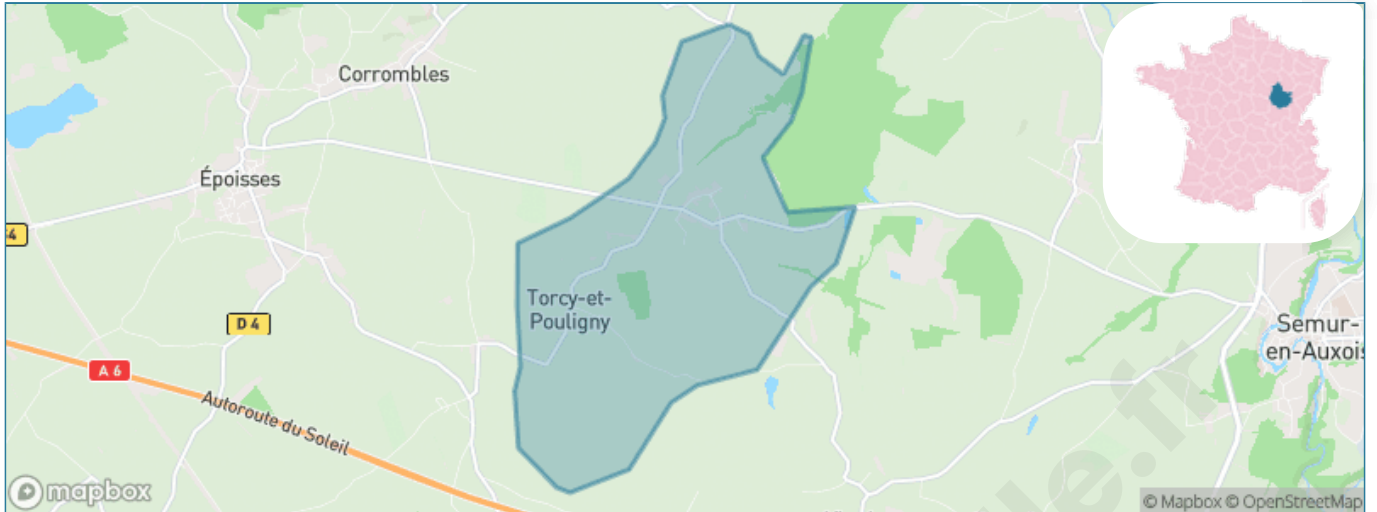 Corrombles
Époisses
4
Torcy-et-
Pouligny
D 4
Semur-
en-Auxois
A 6
Autoroute du Soleil
mapbox
© Mapbox © OpenStreetMap